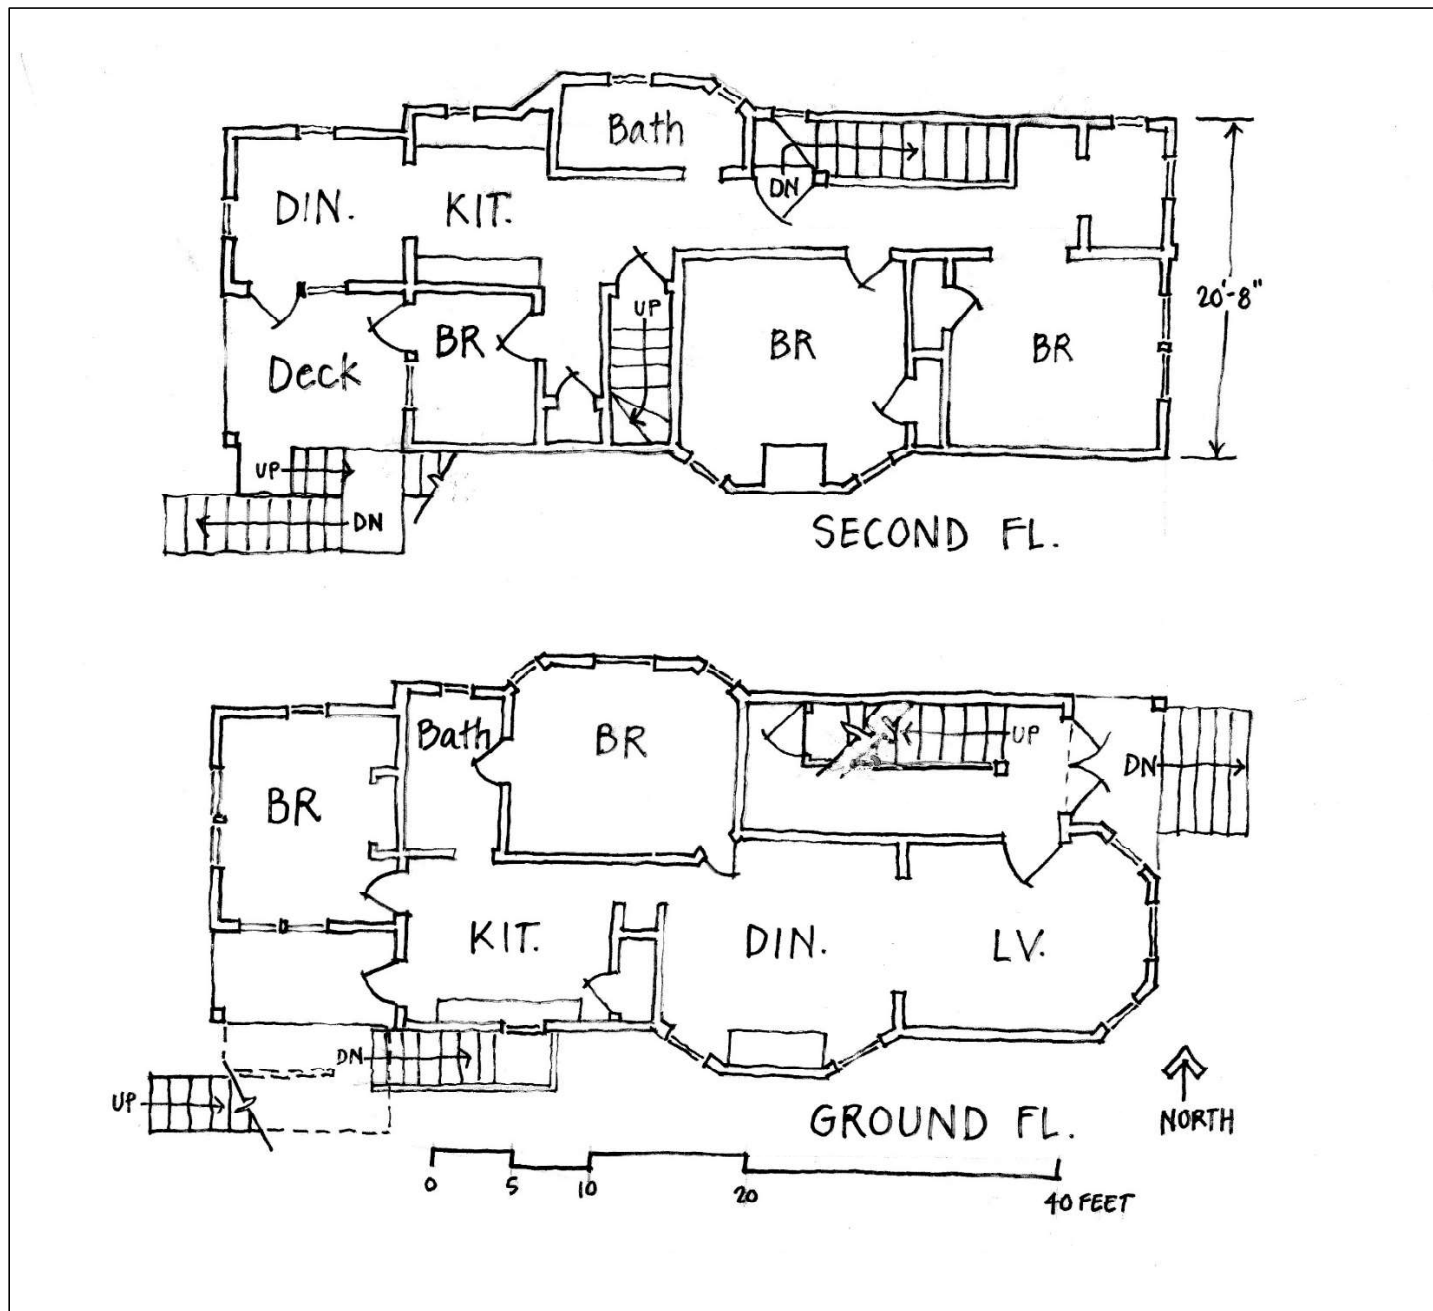 Bath
DIN.
KIT.
DN
UP
BR
BR
BR
20'-8"
Deck
UP
DN
SECOND FL.
Bath
BR
UP
BR
DN
KIT.
DIN.
LV.
DN
UP
GROUND FL.
NORTH
0
5
10
20
40 FEET